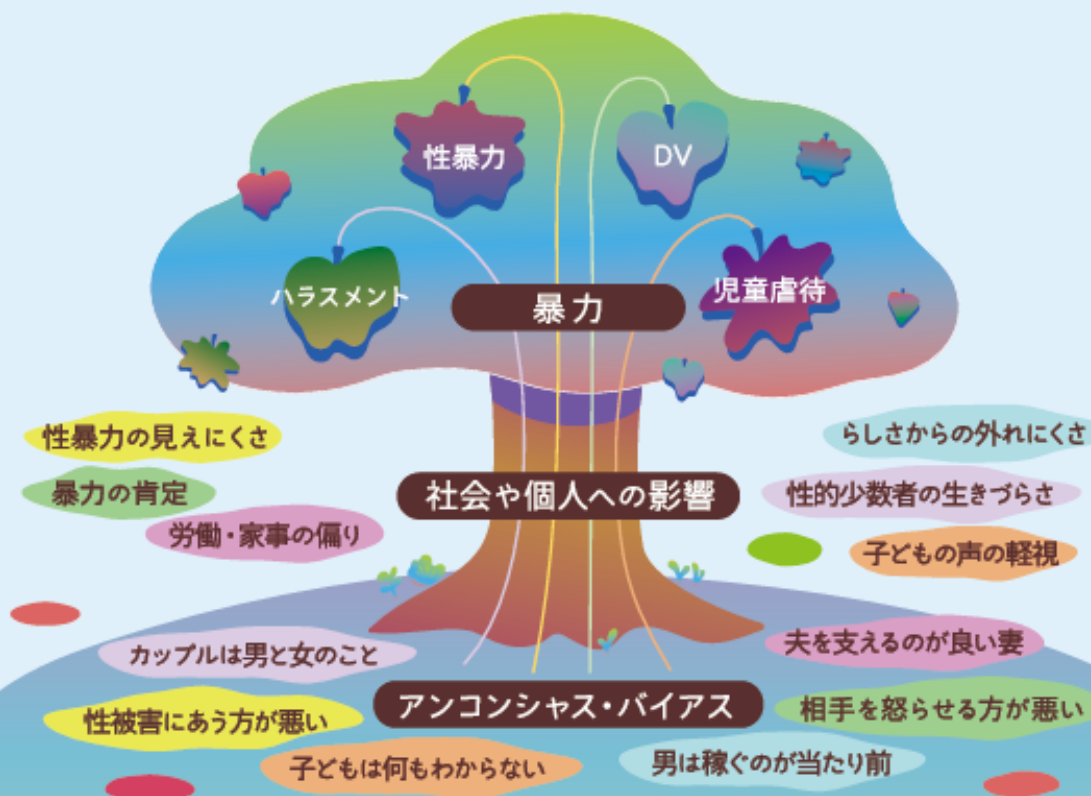 性暴力
DV
ハラスメント
児童虐待
暴力
性暴力の見えにくさ
らしさからの外れにくさ
暴力の肯定
社会や個人への影響
性的少数者の生きづらさ
労働・家事の偏り
子どもの声の軽視
カップルは男と女のこと
夫を支えるのが良い妻
性被害にあう方が悪い
アンコンシャス・バイアス
相手を怒らせる方が悪い
子どもは何もわからない
男は稼ぐのが当たり前